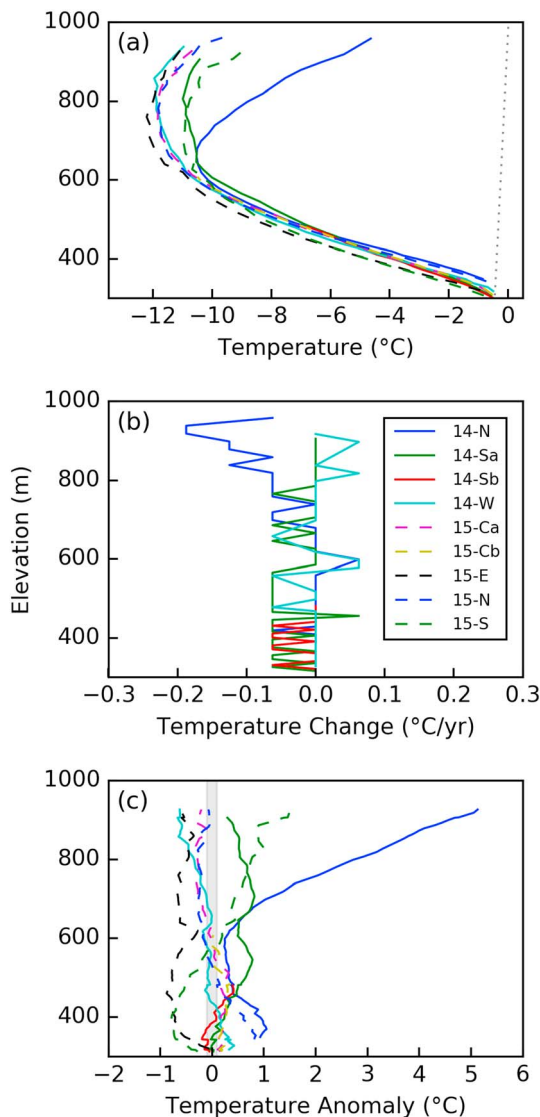 (a)
1000
800
600
400
−12
−10
−8
−6
−4
−2
0
Temperature (°C)
(b)
1000
800
600
400
Elevation (m)
14-N
14-Sa
14-Sb
14-W
15-Ca
15-Cb
15-E
15-N
15-S
−0.3
−0.2
−0.1
0.0
0.1
0.2
0.3
Temperature Change (°C/yr)
(c)
1000
800
600
400
−2
−1
0
1
2
3
4
5
6
Temperature Anomaly (°C)